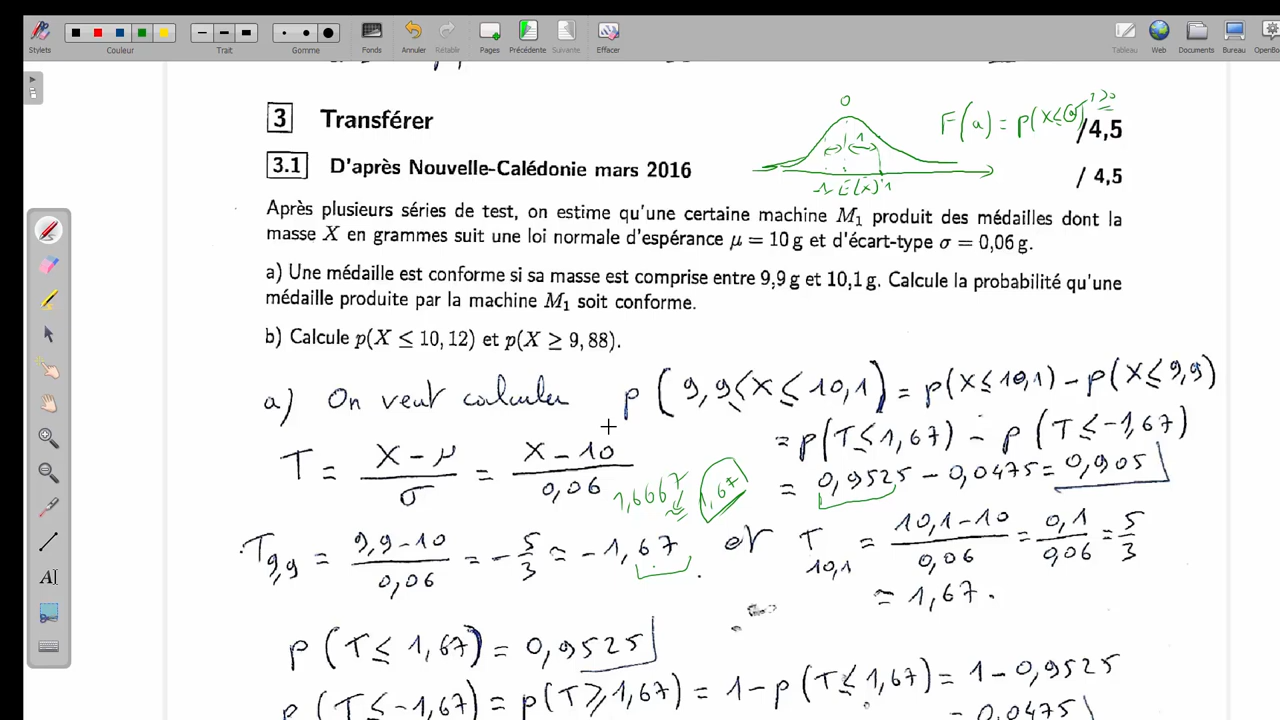 Stylets Couleur Trait Gomme Fonds Annuler Rétablir Pages Précédente Suivante Effacer Tableau Web Documents Bureau OpenBo
3 Transférer
/4,5
0
F(a) = p(X≤a)
3.1 D'après Nouvelle-Calédonie mars 2016
/ 4,5
1 E(X) 1
Après plusieurs séries de test, on estime qu'une certaine machine M₁ produit des médailles dont la
masse X en grammes suit une loi normale d'espérance μ = 10 g et d'écart-type σ = 0,06 g.
a) Une médaille est conforme si sa masse est comprise entre 9,9 g et 10,1 g. Calcule la probabilité qu'une
médaille produite par la machine M₁ soit conforme.
b) Calcule p(X ≤ 10, 12) et p(X ≥ 9, 88).
a) On veut calculer p(9,9≤X≤10,1) = p(X≤10,1) - p(X≤9,9)
= p(T≤1,67) - p(T≤-1,67)
T = X-μ / σ = X-10 / 0,06
1,6667 ≃ 1,67
= 0,9525 - 0,0475 = 0,905
T9,9 = 9,9-10 / 0,06 = - 5/3 ≃ -1,67. et T10,1 = 10,1-10 / 0,06 = 0,1 / 0,06 = 5/3
≃ 1,67.
p(T≤1,67) = 0,9525
p(T≤-1,67) = p(T≥1,67) = 1-p(T≤1,67) = 1-0,9525
= 0,0475
AI